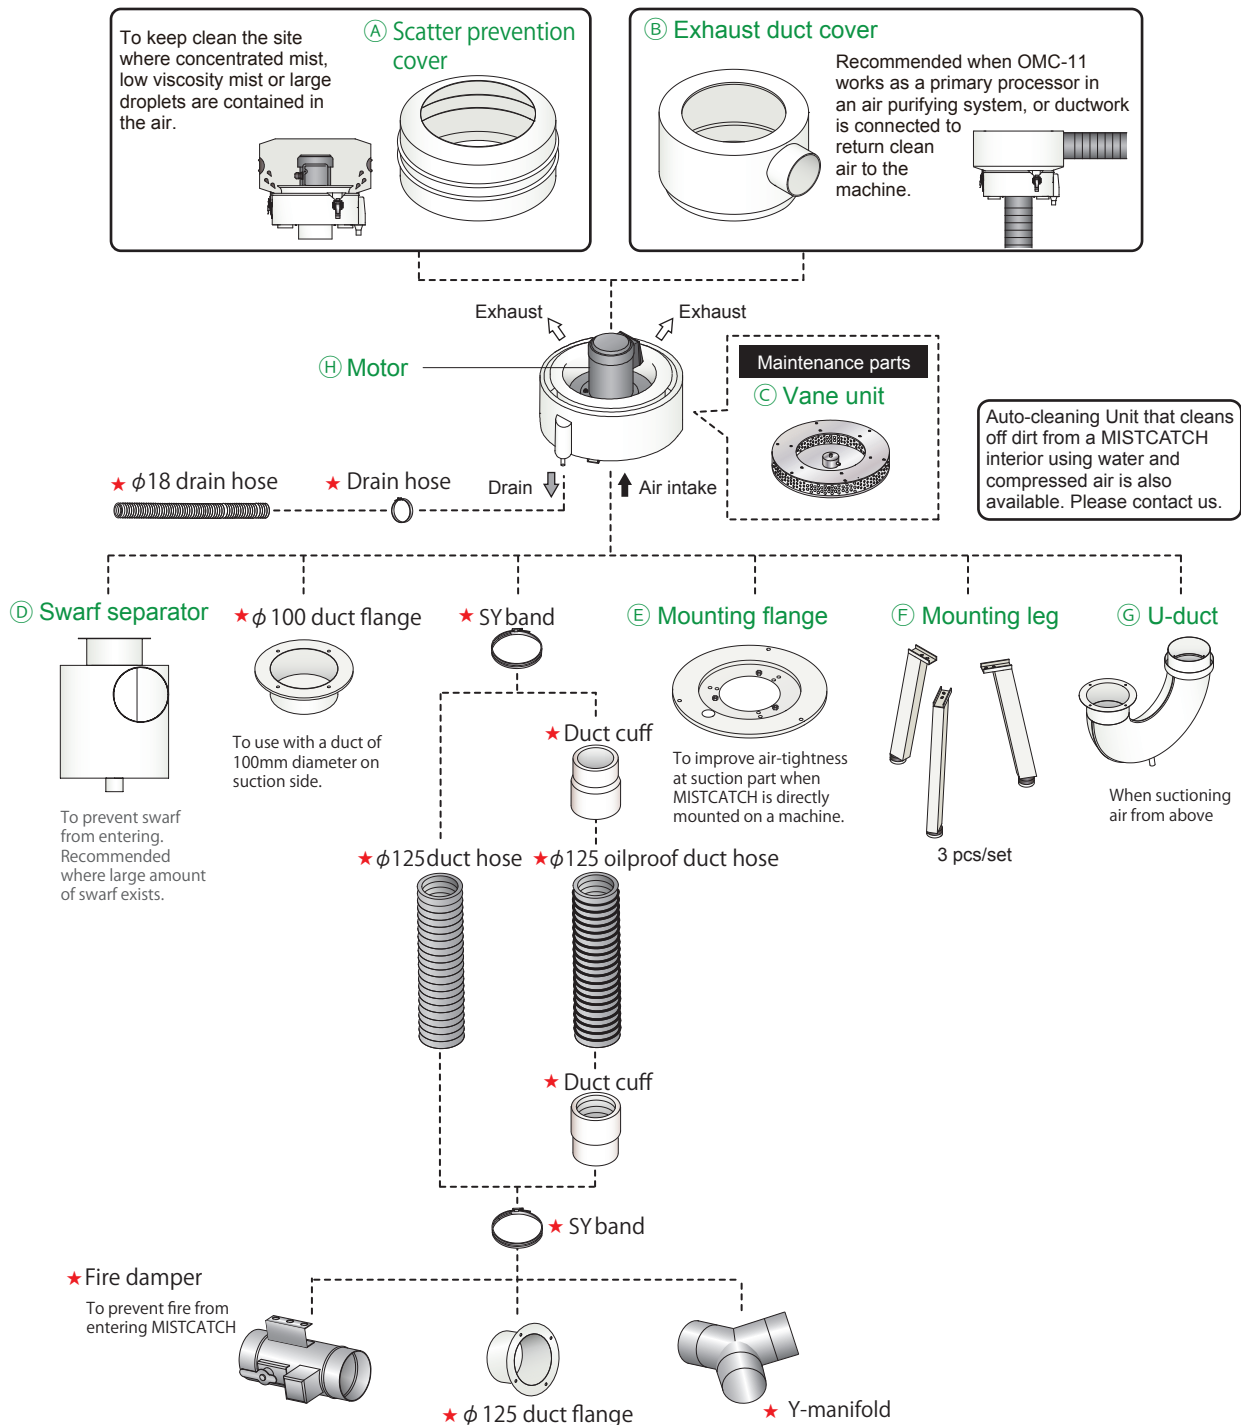 To keep clean the site
where concentrated mist,
low viscosity mist or large
droplets are contained in
the air.
Ⓐ Scatter prevention
cover
Ⓑ Exhaust duct cover
Recommended when OMC-11
works as a primary processor in
an air purifying system, or ductwork
is connected to
return clean
air to the
machine.
Exhaust
Exhaust
Ⓗ Motor
Maintenance parts
Ⓒ Vane unit
Auto-cleaning Unit that cleans
off dirt from a MISTCATCH
interior using water and
compressed air is also
available. Please contact us.
★ φ18 drain hose
★ Drain hose
Drain
Air intake
Ⓓ Swarf separator
★ φ 100 duct flange
★ SY band
Ⓔ Mounting flange
Ⓕ Mounting leg
Ⓖ U-duct
To use with a duct of
100mm diameter on
suction side.
★ Duct cuff
To improve air-tightness
at suction part when
MISTCATCH is directly
mounted on a machine.
When suctioning
air from above
To prevent swarf
from entering.
Recommended
where large amount
of swarf exists.
3 pcs/set
★ φ125 duct hose
★ φ125 oilproof duct hose
★ Duct cuff
★ SY band
★ Fire damper
To prevent fire from
entering MISTCATCH
★ φ 125 duct flange
★ Y-manifold